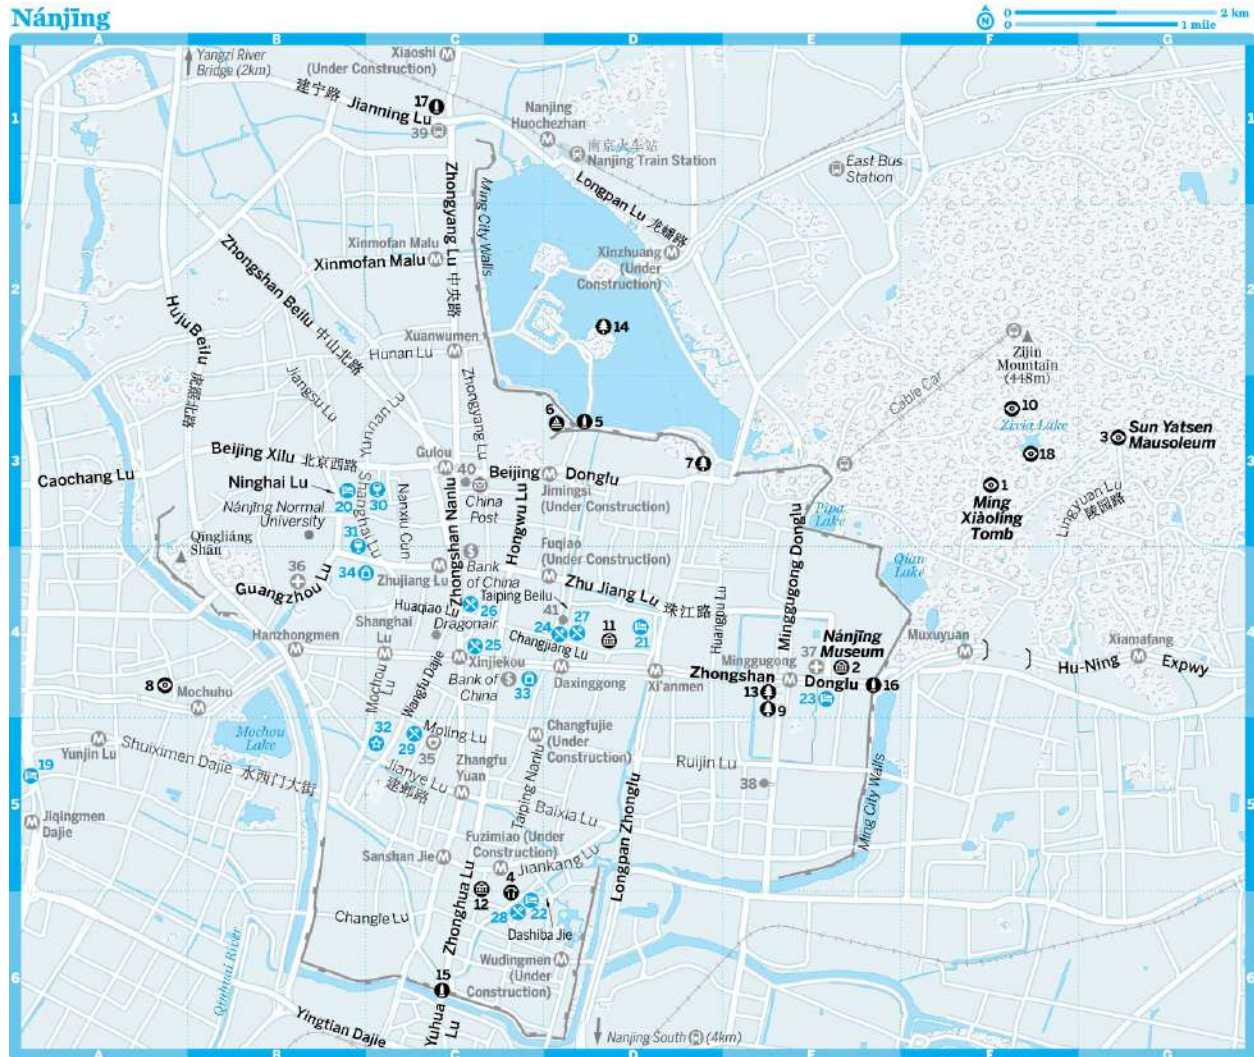 Nánjīng
0 2 km
0 1 mile
A B C D E F G
Yangzi River
Bridge (2km)
Xiaoshi
(Under Construction)
建宁路 Jianning Lu
17
39
Nanjing
Huochezhan
南京火车站
Nanjing Train Station
East Bus
Station
1
1
Zhongyang Lu 中央路
Ming City Walls
Longpan Lu 龙蟠路
Xinmofan Malu
Xinmofan Malu
Xinzhuang
(Under
Construction)
Zhongshan Beilu 中山北路
Huju Beilu 虎踞北路
2
2
14
Xuanwumen
Hunan Lu
Jiangsu Lu
Yunnan Lu
Zhongyang Lu
Zijin
Mountain
(448m)
Cable Car
10
Zixia Lake
18
3
Sun Yatsen
Mausoleum
6
5
7
1
Ming
Xiàolíng
Tomb
Lingyuan Lu
陵园路
3
3
Beijing Xilu 北京西路
Caochang Lu
Ninghai Lu
20
30
Gulou
40
Beijing Donglu
China
Post
Jimingsi
(Under Construction)
Nánjīng Normal
University
Shanghai Lu
Nanxiu Cun
Zhongshan Nanlu
Hongwu Lu
Minggugong Donglu
Pipa
Lake
Qian
Lake
31
Qīngliáng
Shān
36
34
Guangzhou Lu
Zhujiang Lu
Bank
of China
Fuqiao
(Under Construction)
Zhu Jiang Lu 珠江路
Huangpu Lu
Huaqiao Lu
26
Taiping Beilu
41
27
24
11
21
Dragonair
25
Changjiang Lu
Shanghai
Lu
Hanzhongmen
4
4
Nánjīng
Museum
37
2
Minggugong
Muxuyuan
Xiamafang
Hu-Ning Expwy
Mochou
Lu
Wangfu Dajie
Xinjiekou
Bank of
China
33
Daxinggong
Xi'anmen
Zhongshan Donglu
13
9
23
16
8
Mochuhu
Mochou
Lake
32
29
Moling Lu
35
Changfujie
(Under
Construction)
Ruijin Lu
Yunjin Lu
Shuiximen Dajie 水西门大街
19
Jianye Lu
建邺路
Zhangfu
Yuan
Taiping Nanlu
38
Ming City Walls
5
5
Jiqingmen
Dajie
Baixia Lu
Longpan Zhonglu
Sanshan Jie
Fuzimiao (Under
Construction)
Jiankang Lu
4
12
28
22
Zhonghua Lu
Changle Lu
Dashiba Jie
Qinhuai River
Wudingmen
(Under
Construction)
15
Yuhua
Lu
Yingtian Dajie
Nanjing South (4km)
6
6
A B C D E F G